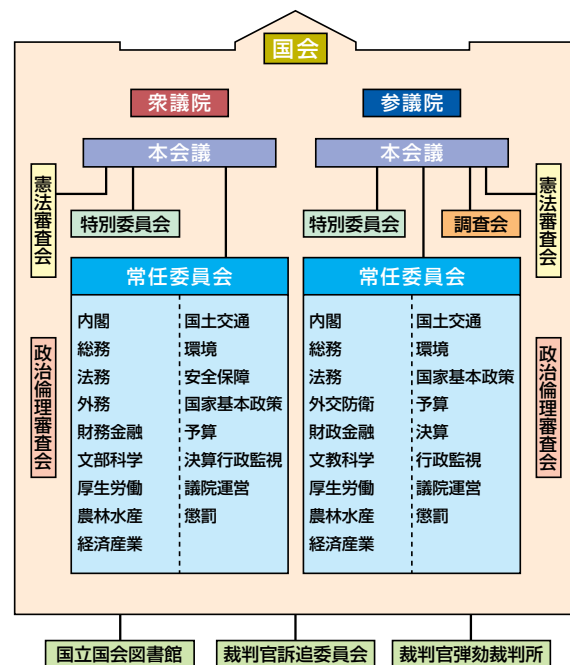 国会
衆議院
本会議
憲法審査会
特別委員会
常任委員会
内閣
総務
法務
外務
財務金融
文部科学
厚生労働
農林水産
経済産業
国土交通
環境
安全保障
国家基本政策
予算
決算行政監視
議院運営
懲罰
政治倫理審査会
参議院
本会議
特別委員会
調査会
憲法審査会
常任委員会
内閣
総務
法務
外交防衛
財政金融
文教科学
厚生労働
農林水産
経済産業
国土交通
環境
国家基本政策
予算
決算
行政監視
議院運営
懲罰
政治倫理審査会
国立国会図書館
裁判官訴追委員会
裁判官弾劾裁判所